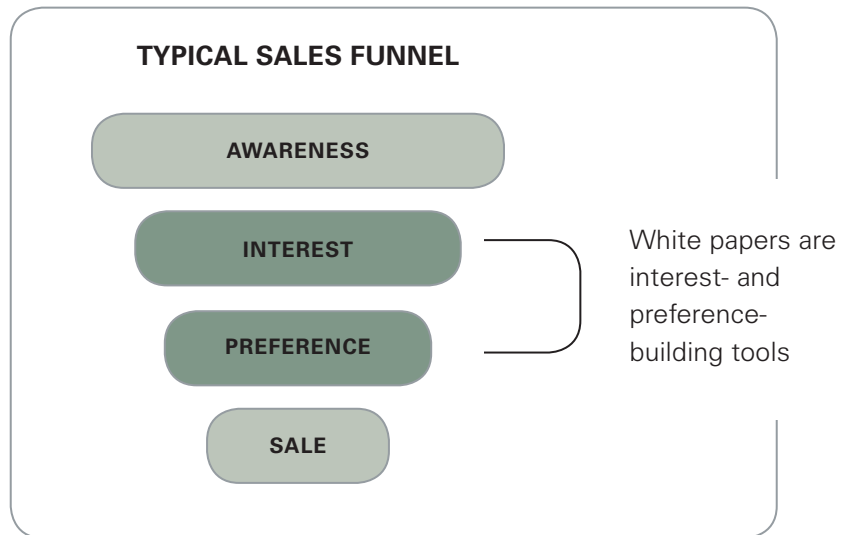 TYPICAL SALES FUNNEL
AWARENESS
INTEREST
PREFERENCE
SALE
White papers are
interest- and
preference-
building tools